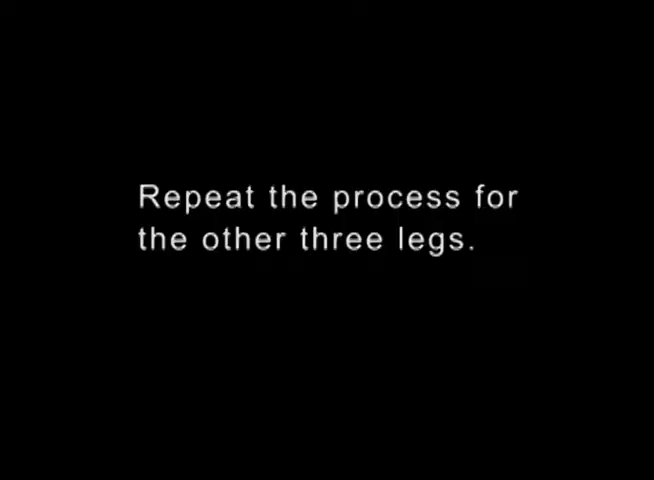 Repeat the process for
the other three legs.